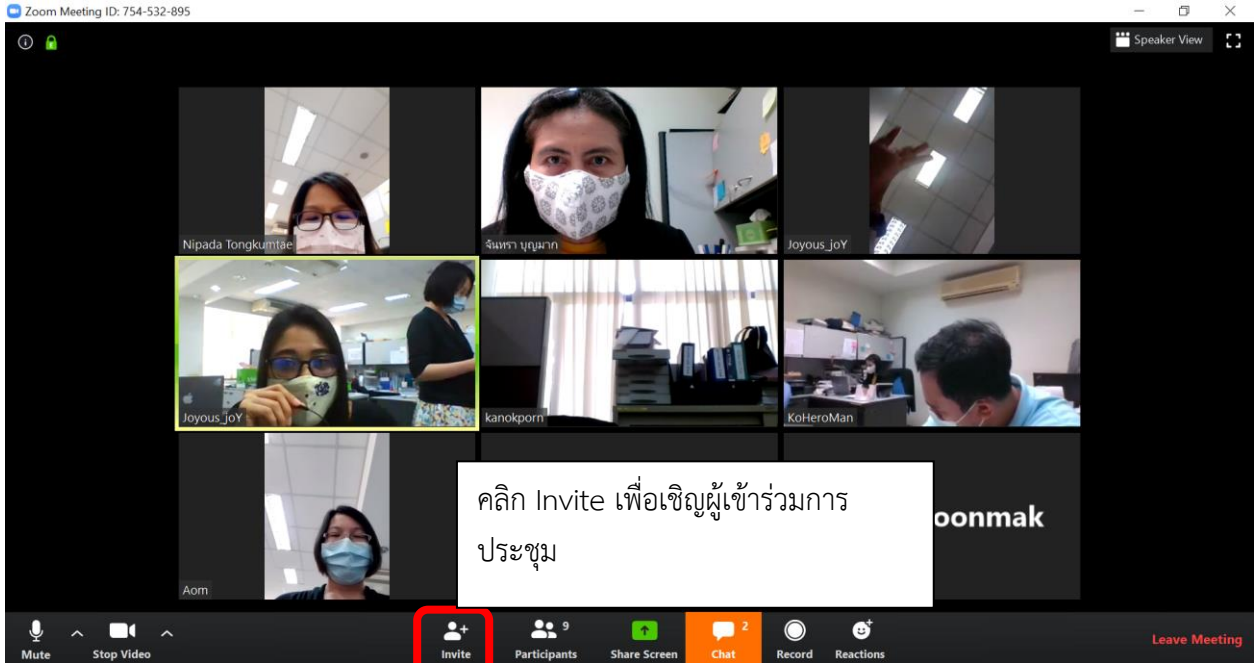 Zoom Meeting ID: 754-532-895
Speaker View
Nipada Tongkumtae
จันทรา บุญมาก
Joyous_joY
Joyous_joY
kanokporn
KoHeroMan
Aom
oonmak
คลิก Invite เพื่อเชิญผู้เข้าร่วมการ
ประชุม
9
2
Mute
Stop Video
Invite
Participants
Share Screen
Chat
Record
Reactions
Leave Meeting